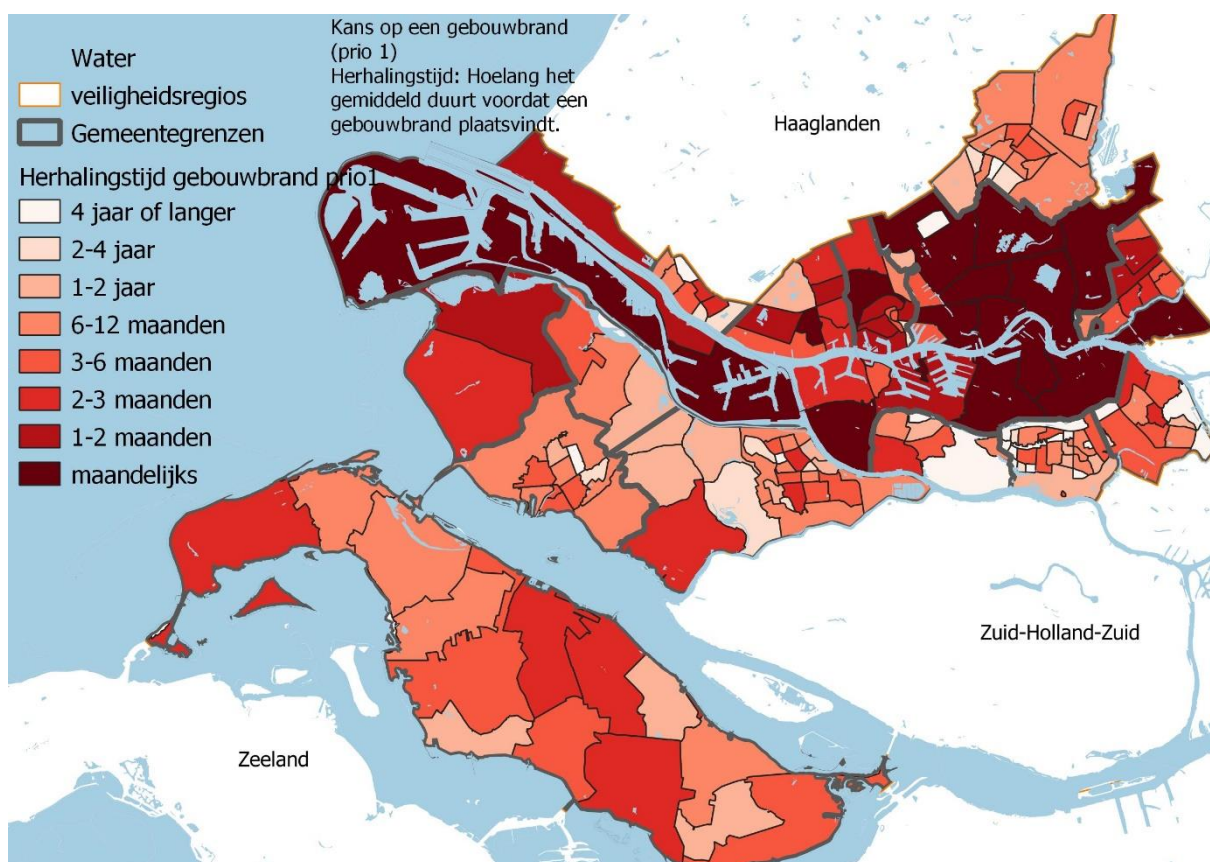 Water
veiligheidsregios
Gemeentegrenzen
Herhalingstijd gebouwbrand prio1
4 jaar of langer
2-4 jaar
1-2 jaar
6-12 maanden
3-6 maanden
2-3 maanden
1-2 maanden
maandelijks
Kans op een gebouwbrand
(prio 1)
Herhalingstijd: Hoelang het
gemiddeld duurt voordat een
gebouwbrand plaatsvindt.
Haaglanden
Zuid-Holland-Zuid
Zeeland